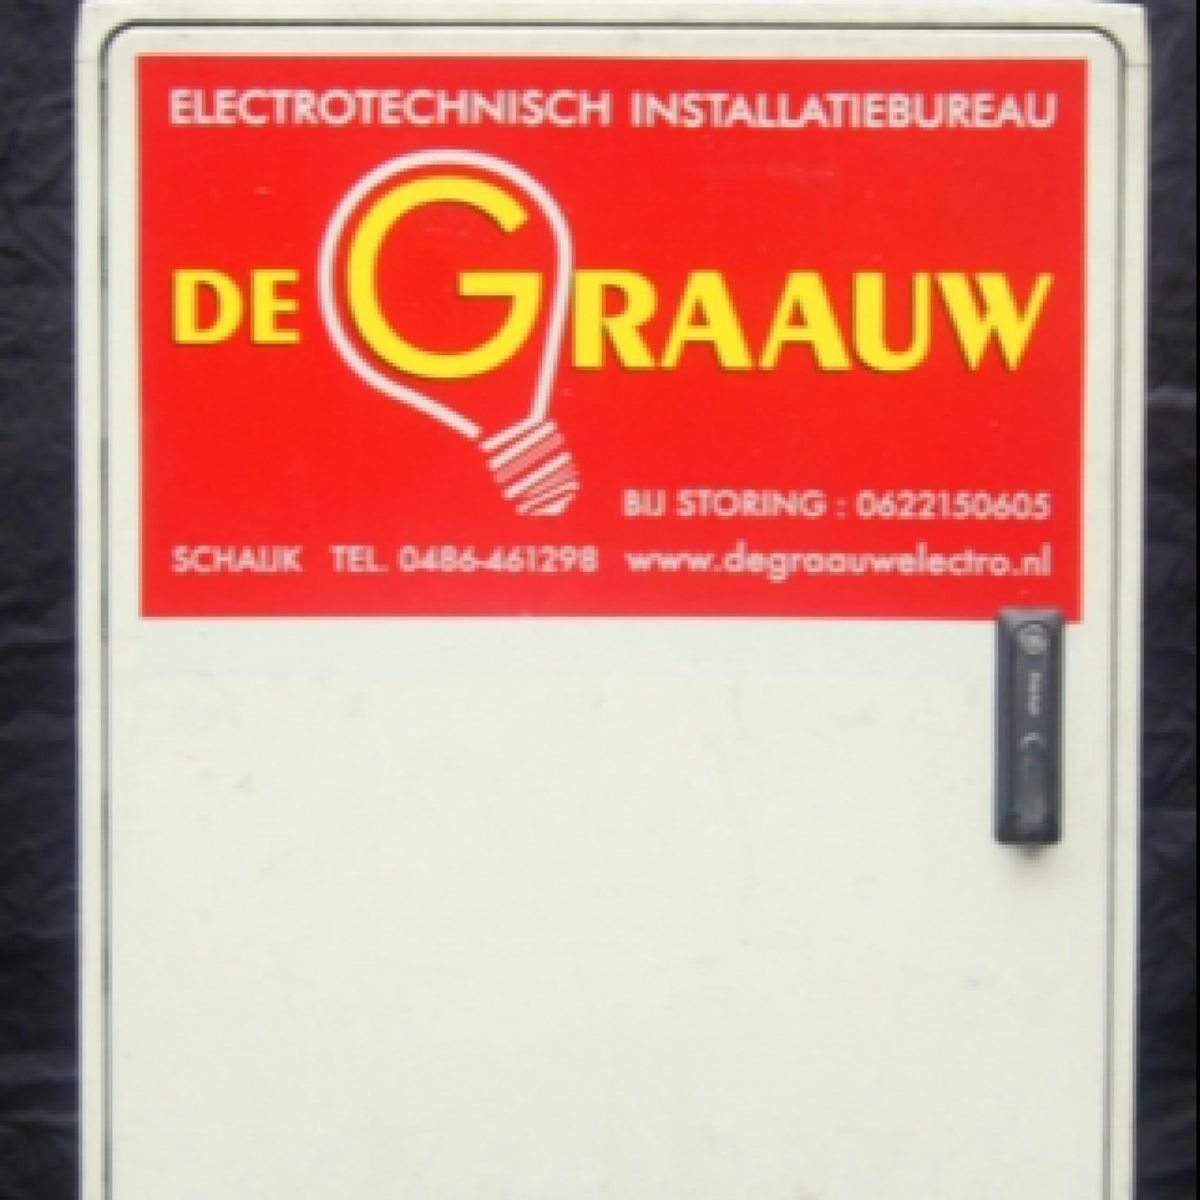 ELECTROTECHNISCH INSTALLATIEBUREAU
DE GRAAUW
BIJ STORING : 0622150605
SCHAIJK TEL. 0486-461298 www.degraauwelectro.nl